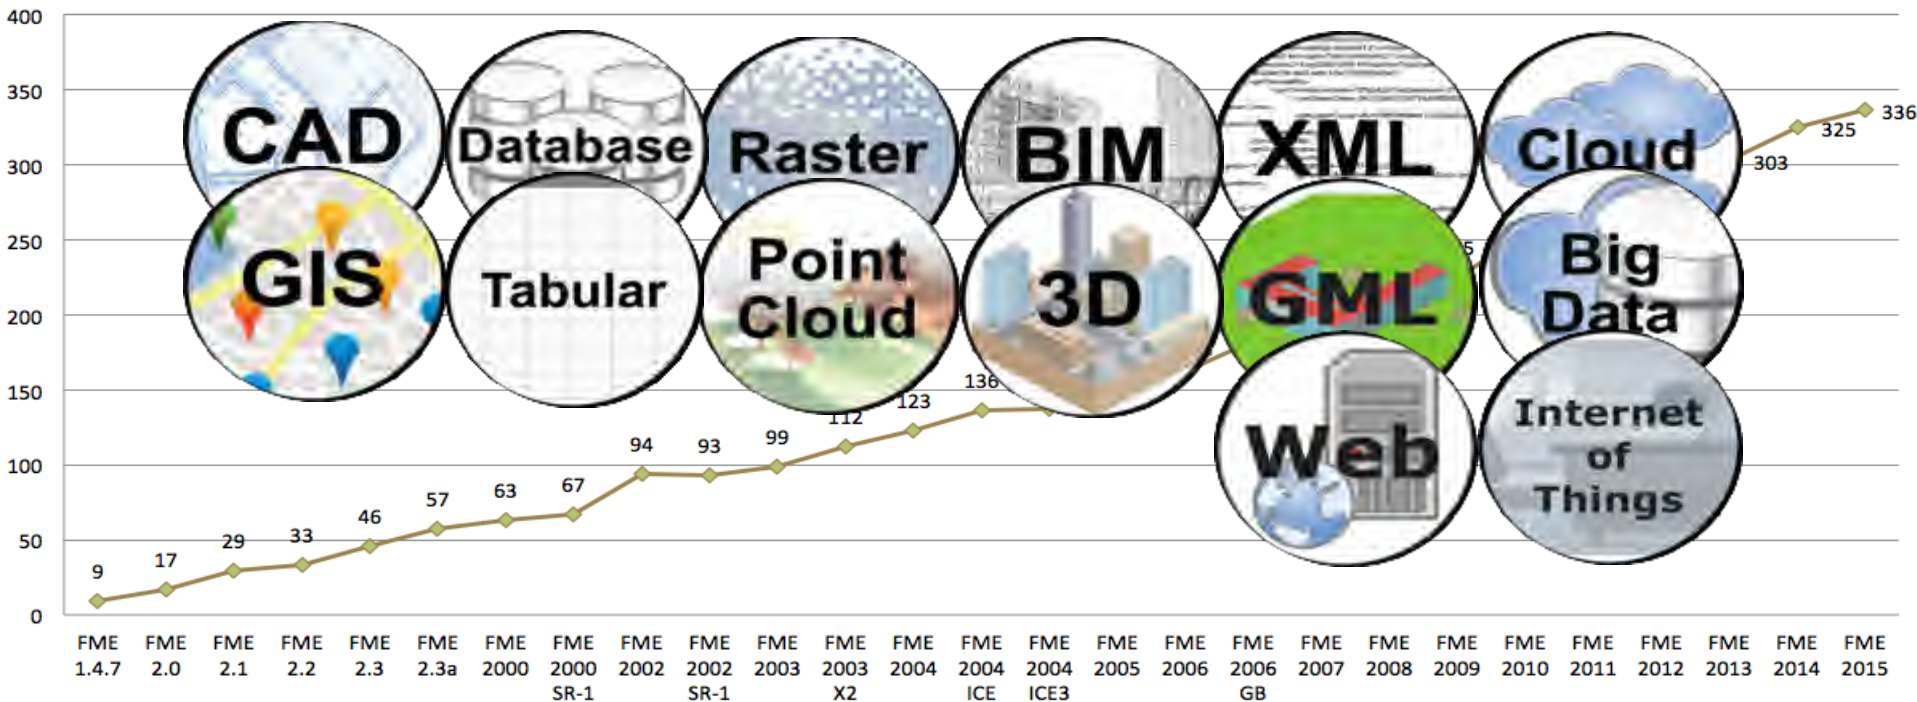 400
350
300
250
200
150
100
50
0
CAD
Database
Raster
BIM
XML
Cloud
GIS
Tabular
Point
Cloud
3D
GML
Big
Data
Web
Internet
of
Things
9
17
29
33
46
57
63
67
94
93
99
112
123
136
5
303
325
336
FME 1.4.7
FME 2.0
FME 2.1
FME 2.2
FME 2.3
FME 2.3a
FME 2000
FME 2000 SR-1
FME 2002
FME 2002 SR-1
FME 2003
FME 2003 X2
FME 2004
FME 2004 ICE
FME 2004 ICE3
FME 2005
FME 2006
FME 2006 GB
FME 2007
FME 2008
FME 2009
FME 2010
FME 2011
FME 2012
FME 2013
FME 2014
FME 2015